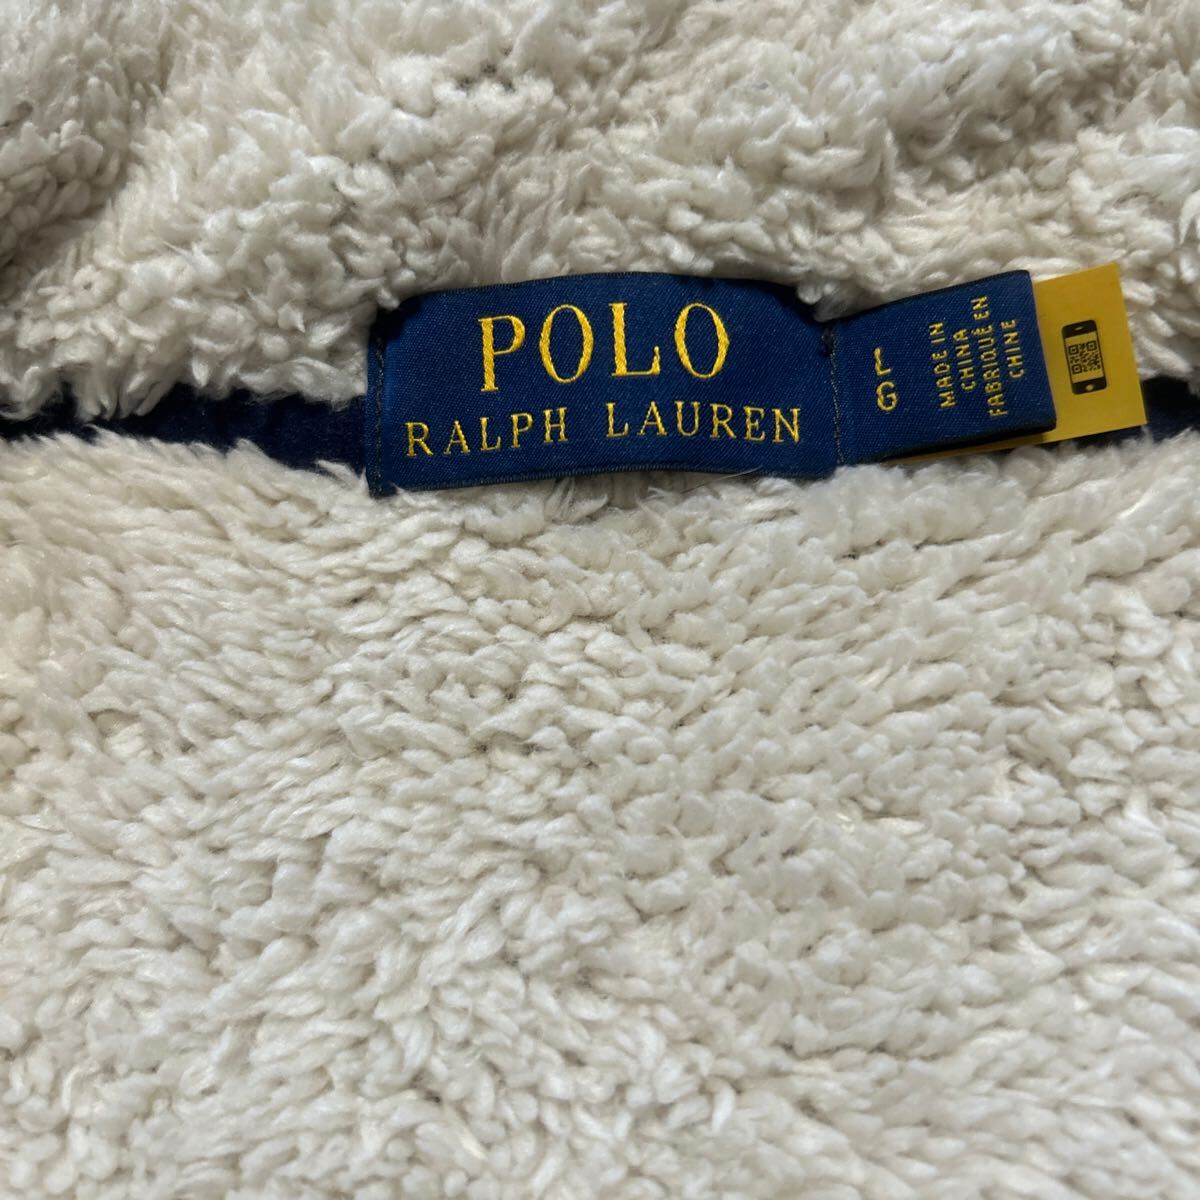 POLO
RALPH LAUREN
L
G
MADE IN
CHINA
FABRIQUÉ EN
CHINE